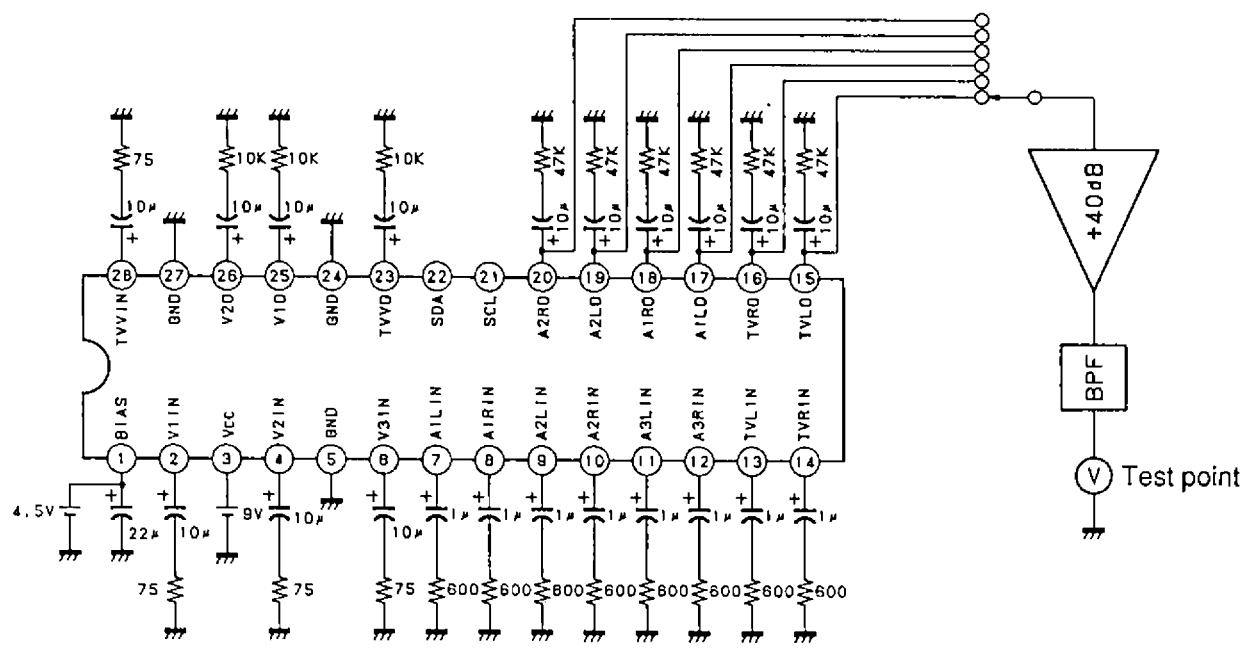 75
10K
10K
10K
47K
47K
47K
47K
47K
47K
+40dB
10μ
10μ
10μ
10μ
10μ
10μ
10μ
10μ
10μ
10μ
+
+
+
+
+
+
+
+
+
+
28
27
26
25
24
23
22
21
20
19
18
17
16
15
TVVIN
GND
V2O
V1O
GND
TVVO
SDA
SCL
A2RO
A2LO
A1RO
A1LO
TVRO
TVLO
BPF
BIAS
V1IN
VCC
V2IN
GND
V3IN
A1LIN
A1RIN
A2LIN
A2RIN
A3LIN
A3RIN
TVLIN
TVRIN
1
2
3
4
5
6
7
8
9
10
11
12
13
14
V
Test point
+
+
+
+
+
+
+
+
+
+
+
+
4.5V
22μ
10μ
9V
10μ
10μ
1μ
1μ
1μ
1μ
1μ
1μ
1μ
1μ
75
75
75
600
600
600
600
600
600
600
600